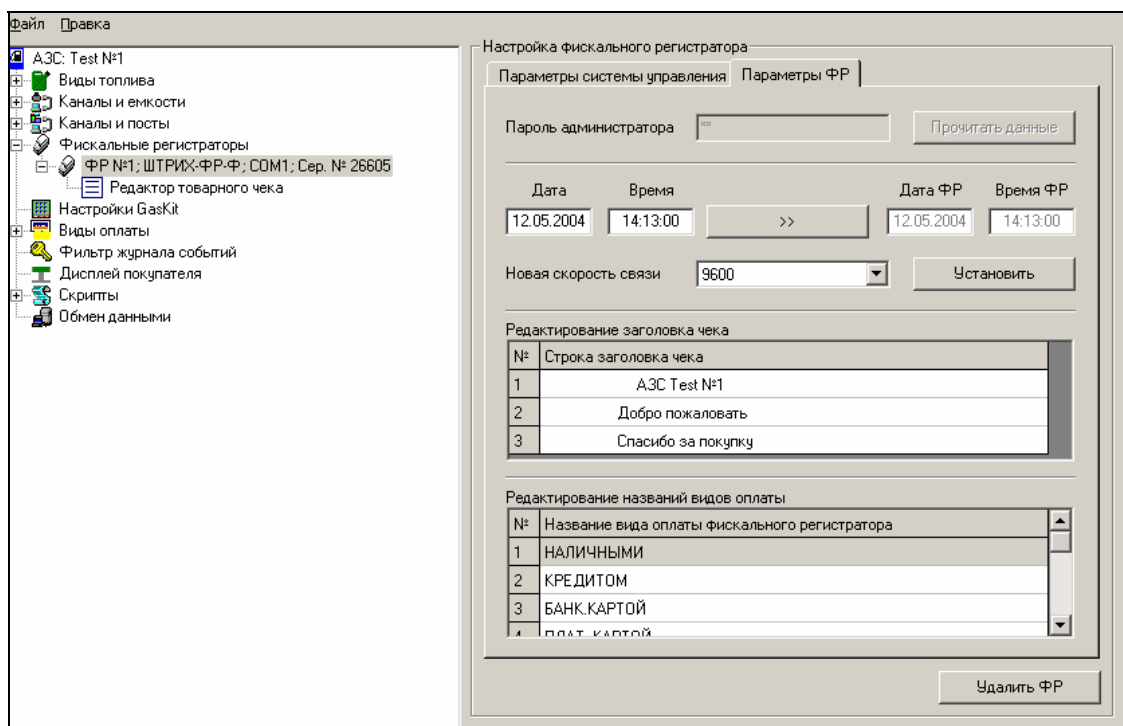 Файл Правка
АЗС: Test №1
Виды топлива
Каналы и емкости
Каналы и посты
Фискальные регистраторы
ФР №1; ШТРИХ-ФР-Ф; COM1; Сер. № 26605
Редактор товарного чека
Настройки GasKit
Виды оплаты
Фильтр журнала событий
Дисплей покупателя
Скрипты
Обмен данными
Настройка фискального регистратора
Параметры системы управления Параметры ФР
Пароль администратора ** Прочитать данные
Дата Время Дата ФР Время ФР
12.05.2004 14:13:00 >> 12.05.2004 14:13:00
Новая скорость связи 9600 Установить
Редактирование заголовка чека
№ Строка заголовка чека
1 АЗС Test №1
2 Добро пожаловать
3 Спасибо за покупку
Редактирование названий видов оплаты
№ Название вида оплаты фискального регистратора
1 НАЛИЧНЫМИ
2 КРЕДИТОМ
3 БАНК.КАРТОЙ
4 ПЛАТ. КАРТОЙ
Удалить ФР